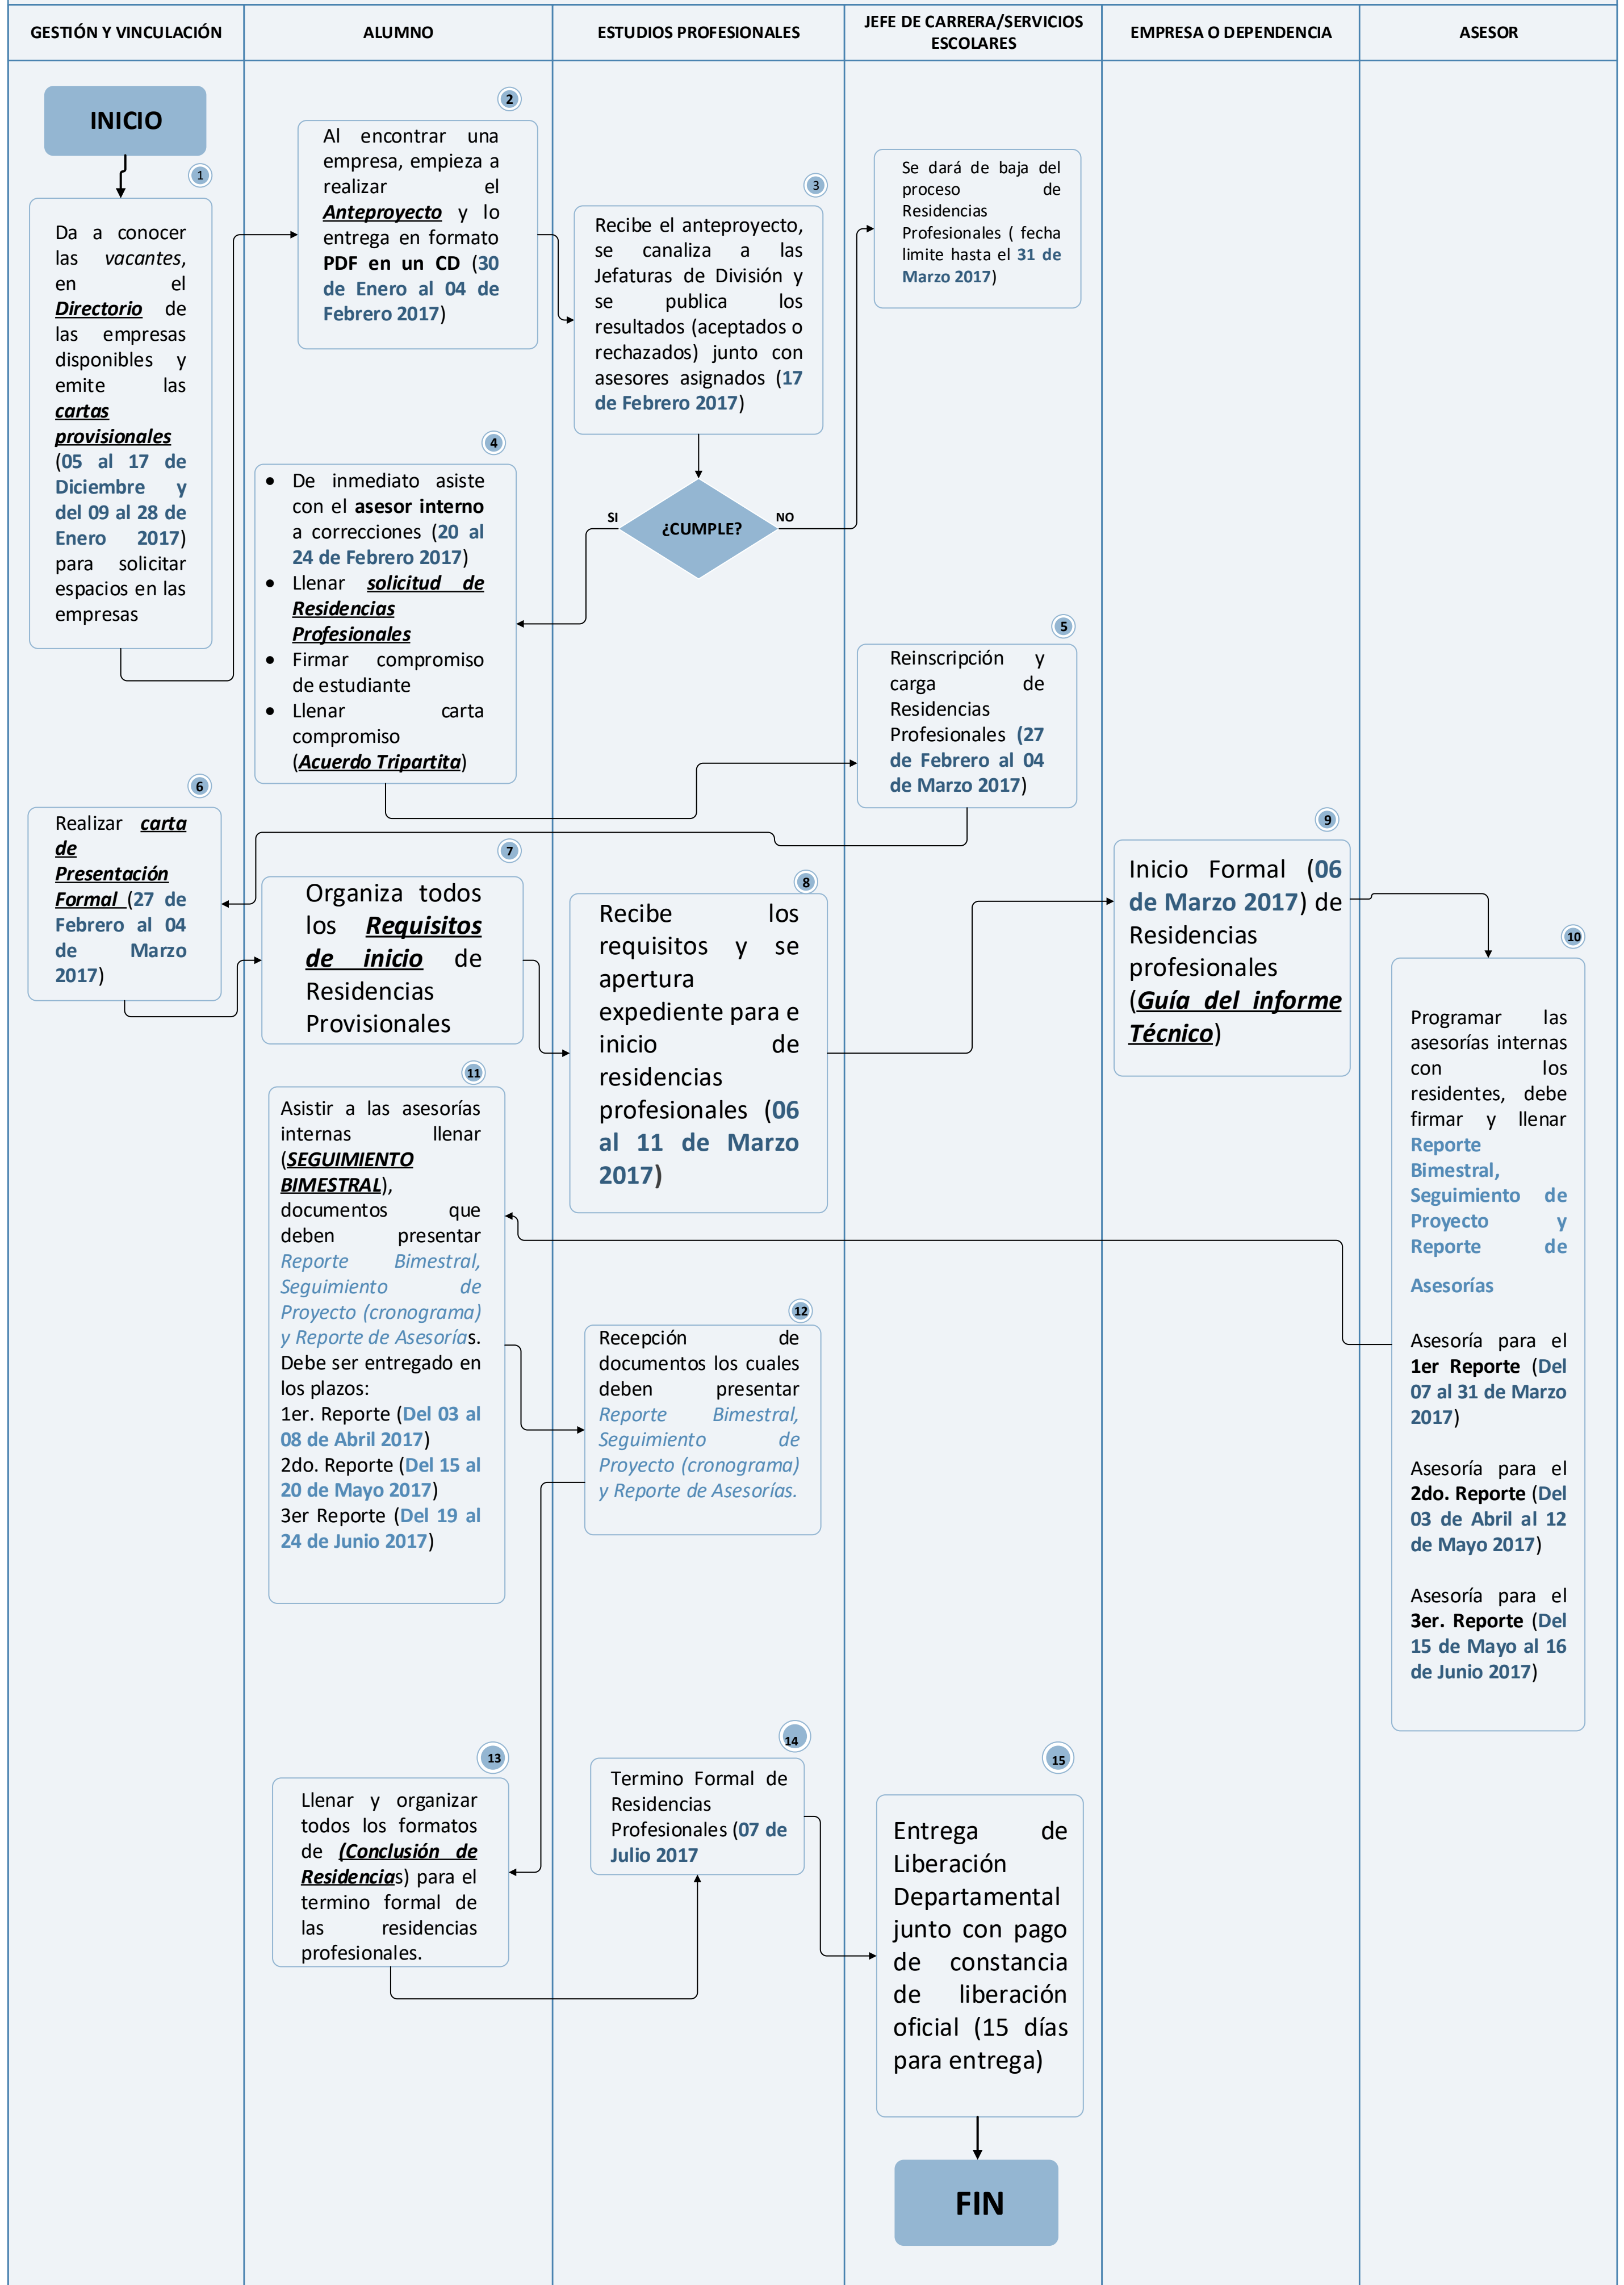 GESTIÓN Y VINCULACIÓN
ALUMNO
ESTUDIOS PROFESIONALES
JEFE DE CARRERA/SERVICIOS
ESCOLARES
EMPRESA O DEPENDENCIA
ASESOR
INICIO
1
Da a conocer
las vacantes,
en el
Directorio de
las empresas
disponibles y
emite las
cartas
provisionales
(05 al 17 de
Diciembre y
del 09 al 28 de
Enero 2017)
para solicitar
espacios en las
empresas
2
Al encontrar una
empresa, empieza a
realizar el
Anteproyecto y lo
entrega en formato
PDF en un CD (30
de Enero al 04 de
Febrero 2017)
3
Recibe el anteproyecto,
se canaliza a las
Jefaturas de División y
se publica los
resultados (aceptados o
rechazados) junto con
asesores asignados (17
de Febrero 2017)
¿CUMPLE?
SI
NO
Se dará de baja del
proceso de
Residencias
Profesionales ( fecha
limite hasta el 31 de
Marzo 2017)
4
• De inmediato asiste
con el asesor interno
a correcciones (20 al
24 de Febrero 2017)
• Llenar solicitud de
Residencias
Profesionales
• Firmar compromiso
de estudiante
• Llenar carta
compromiso
(Acuerdo Tripartita)
5
Reinscripción y
carga de
Residencias
Profesionales (27
de Febrero al 04
de Marzo 2017)
6
Realizar carta
de
Presentación
Formal (27 de
Febrero al 04
de Marzo
2017)
7
Organiza todos
los Requisitos
de inicio de
Residencias
Provisionales
8
Recibe los
requisitos y se
apertura
expediente para e
inicio de
residencias
profesionales (06
al 11 de Marzo
2017)
9
Inicio Formal (06
de Marzo 2017) de
Residencias
profesionales
(Guía del informe
Técnico)
10
Programar las
asesorías internas
con los
residentes, debe
firmar y llenar
Reporte
Bimestral,
Seguimiento de
Proyecto y
Reporte de
Asesorías
Asesoría para el
1er Reporte (Del
07 al 31 de Marzo
2017)
Asesoría para el
2do. Reporte (Del
03 de Abril al 12
de Mayo 2017)
Asesoría para el
3er. Reporte (Del
15 de Mayo al 16
de Junio 2017)
11
Asistir a las asesorías
internas llenar
(SEGUIMIENTO
BIMESTRAL),
documentos que
deben presentar
Reporte Bimestral,
Seguimiento de
Proyecto (cronograma)
y Reporte de Asesorías.
Debe ser entregado en
los plazos:
1er. Reporte (Del 03 al
08 de Abril 2017)
2do. Reporte (Del 15 al
20 de Mayo 2017)
3er Reporte (Del 19 al
24 de Junio 2017)
12
Recepción de
documentos los cuales
deben presentar
Reporte Bimestral,
Seguimiento de
Proyecto (cronograma)
y Reporte de Asesorías.
13
Llenar y organizar
todos los formatos
de (Conclusión de
Residencias) para el
termino formal de
las residencias
profesionales.
14
Termino Formal de
Residencias
Profesionales (07 de
Julio 2017
15
Entrega de
Liberación
Departamental
junto con pago
de constancia
de liberación
oficial (15 días
para entrega)
FIN